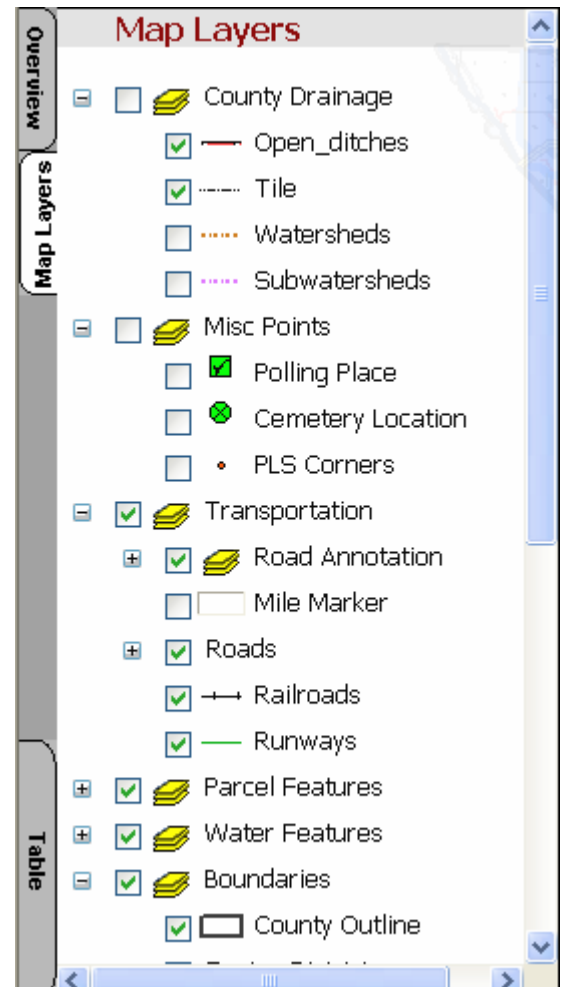 Map Layers
Overview
Map Layers
Table
County Drainage
Open_ditches
Tile
Watersheds
Subwatersheds
Misc Points
Polling Place
Cemetery Location
PLS Corners
Transportation
Road Annotation
Mile Marker
Roads
Railroads
Runways
Parcel Features
Water Features
Boundaries
County Outline